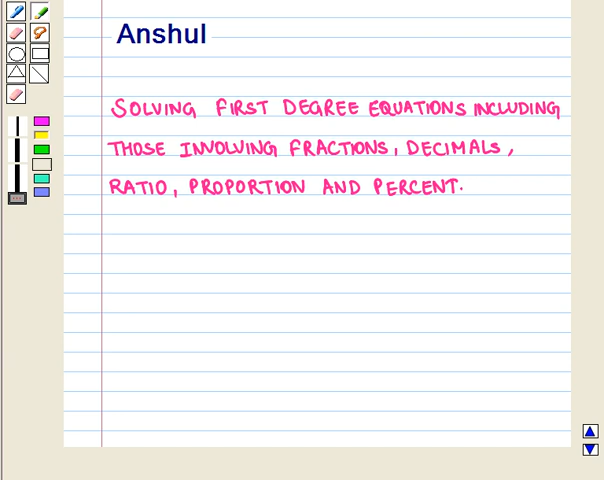 Anshul
SOLVING FIRST DEGREE EQUATIONS INCLUDING
THOSE INVOLVING FRACTIONS, DECIMALS,
RATIO, PROPORTION AND PERCENT.